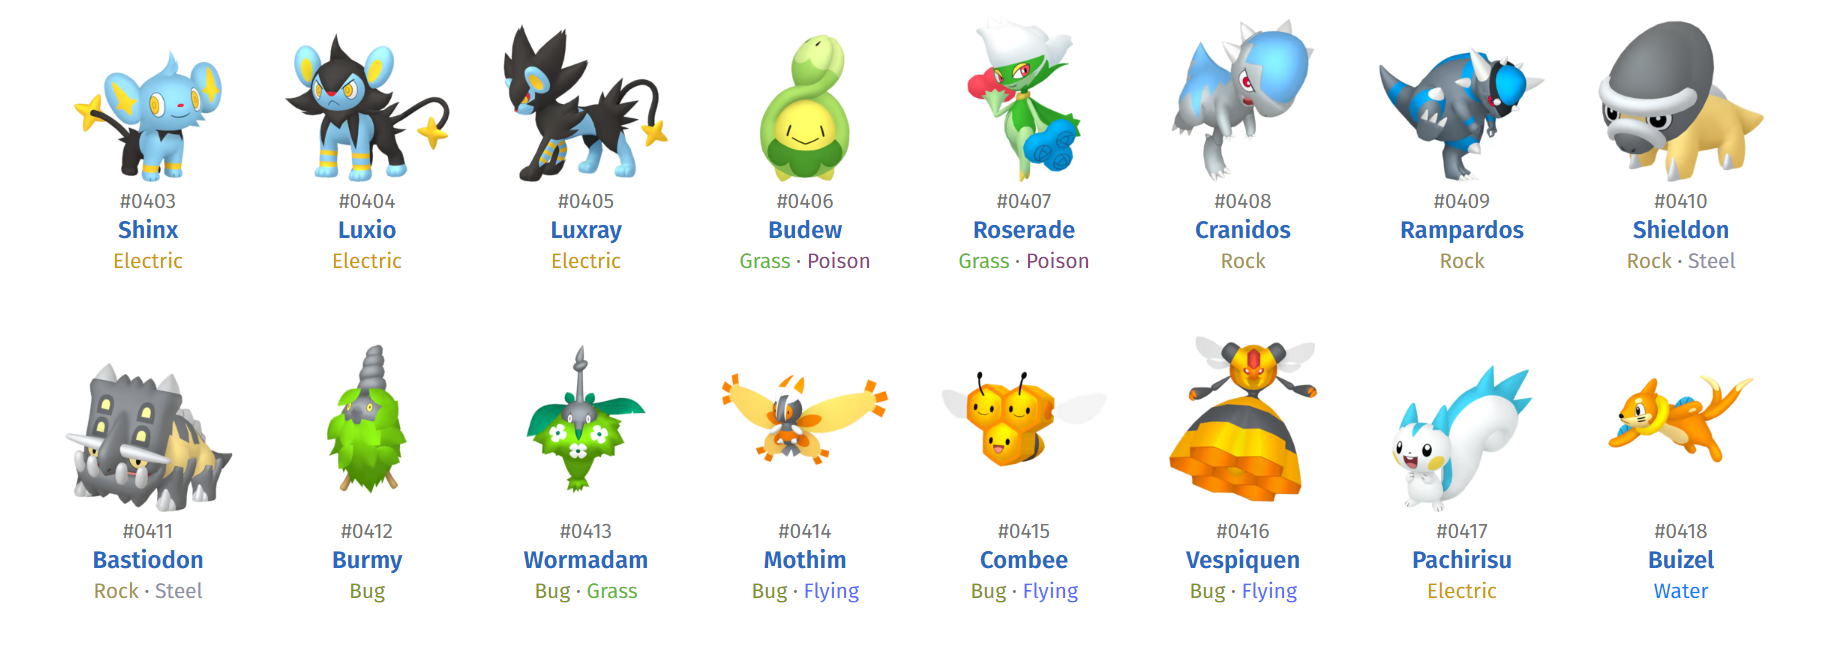 #0403 #0404 #0405 #0406 #0407 #0408 #0409 #0410
Shinx Luxio Luxray Budew Roserade Cranidos Rampardos Shieldon
Electric Electric Electric Grass · Poison Grass · Poison Rock Rock Rock · Steel
#0411 #0412 #0413 #0414 #0415 #0416 #0417 #0418
Bastiodon Burmy Wormadam Mothim Combee Vespiquen Pachirisu Buizel
Rock · Steel Bug Bug · Grass Bug · Flying Bug · Flying Bug · Flying Electric Water